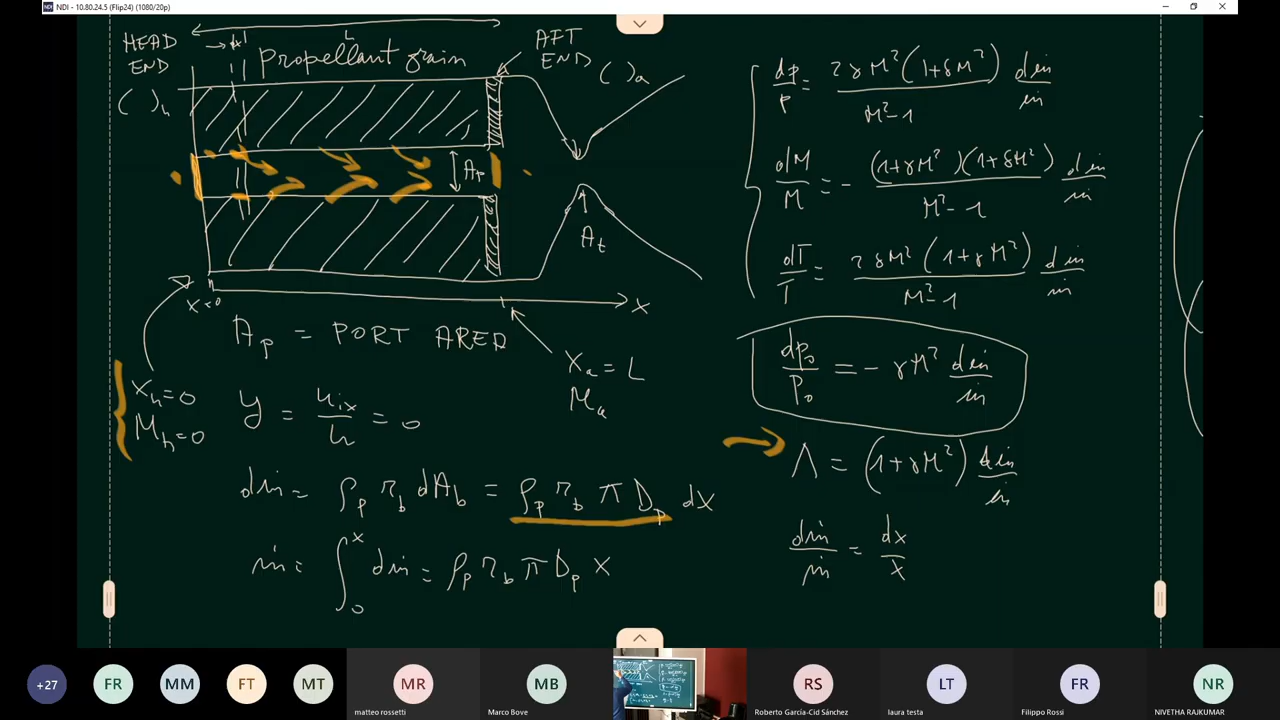 NDI - 10.80.24.5 (Flip24) (1080/20p)
HEAD
END
( )h
L
dx
propellant grain
AFT
END
( )a
Ap
At
x=0
x
Ap = PORT AREA
xh=0
Mh=0
xa = L
Ma
y = uix/u = 0
dṁ = ρp rb dAb = ρp rb π Dp dx
ṁ = ∫₀ˣ dṁ = ρp rb π Dp x
dp/p = 2γM²(1+γM²)/(M²-1) dṁ/ṁ
dM/M = - (1+γM²)(1+δM²)/(M²-1) dṁ/ṁ
dT/T = 2δM²(1+γM²)/(M²-1) dṁ/ṁ
dp₀/p₀ = - γM² dṁ/ṁ
Λ = (1+γM²) dṁ/ṁ
dṁ/ṁ = dx/x
+27
FR
MM
FT
MT
MR
matteo rossetti
MB
Marco Bove
RS
Roberto García-Cid Sánchez
LT
laura testa
FR
Filippo Rossi
NR
NIVETHA RAJKUMAR